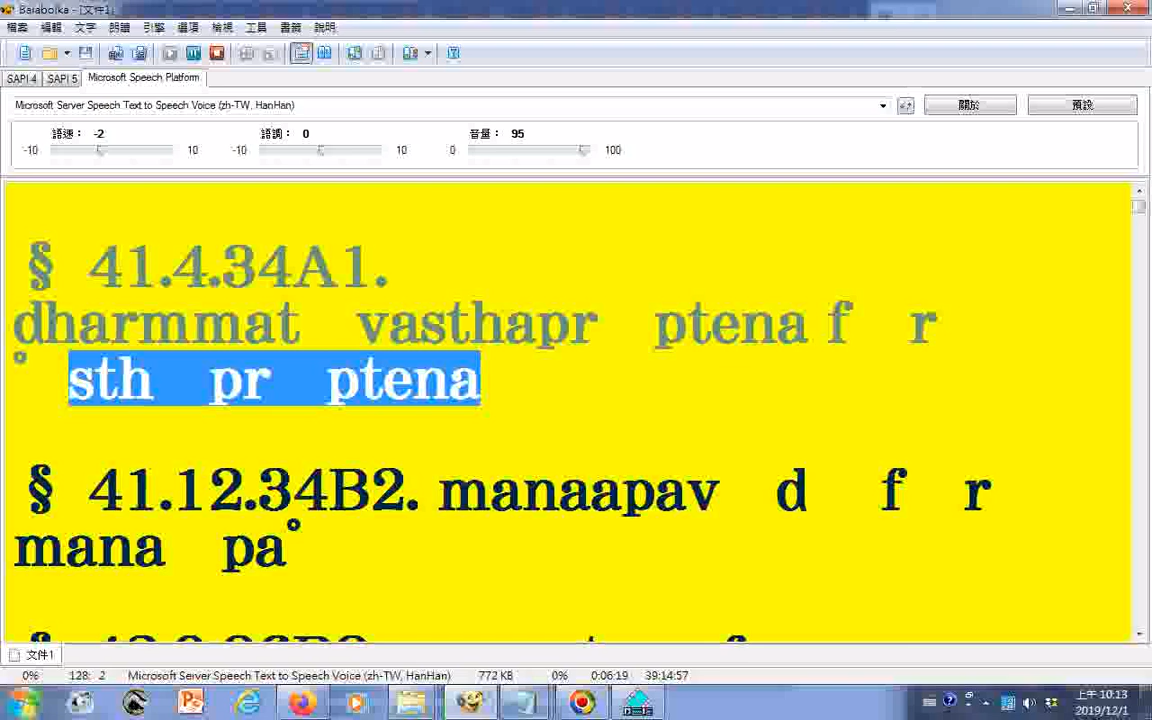 Balabolka - [文件1]
檔案 編輯 文字 朗讀 引擎 選項 檢視 工具 書籤 說明
SAPI 4 SAPI 5 Microsoft Speech Platform
Microsoft Server Speech Text to Speech Voice (zh-TW, HanHan) 關於 預設
語速： -2 語調： 0 音量： 95
-10 10 -10 10 0 100
§ 41.4.34A1.
dharmmat vasthapr ptena f r
° sth pr ptena
§ 41.12.34B2. manaapav d f r
mana pa°
文件1
0% 128: 2 Microsoft Server Speech Text to Speech Voice (zh-TW, HanHan) 772 KB 0% 0:06:19 39:14:57
上午 10:13
2019/12/1